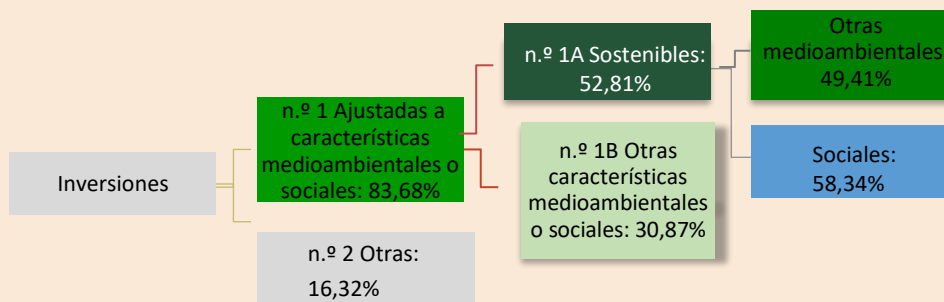 Inversiones
n.º 1 Ajustadas a
características
medioambientales o
sociales: 83,68%
n.º 2 Otras:
16,32%
n.º 1A Sostenibles:
52,81%
n.º 1B Otras
características
medioambientales
o sociales: 30,87%
Otras
medioambientales
49,41%
Sociales:
58,34%